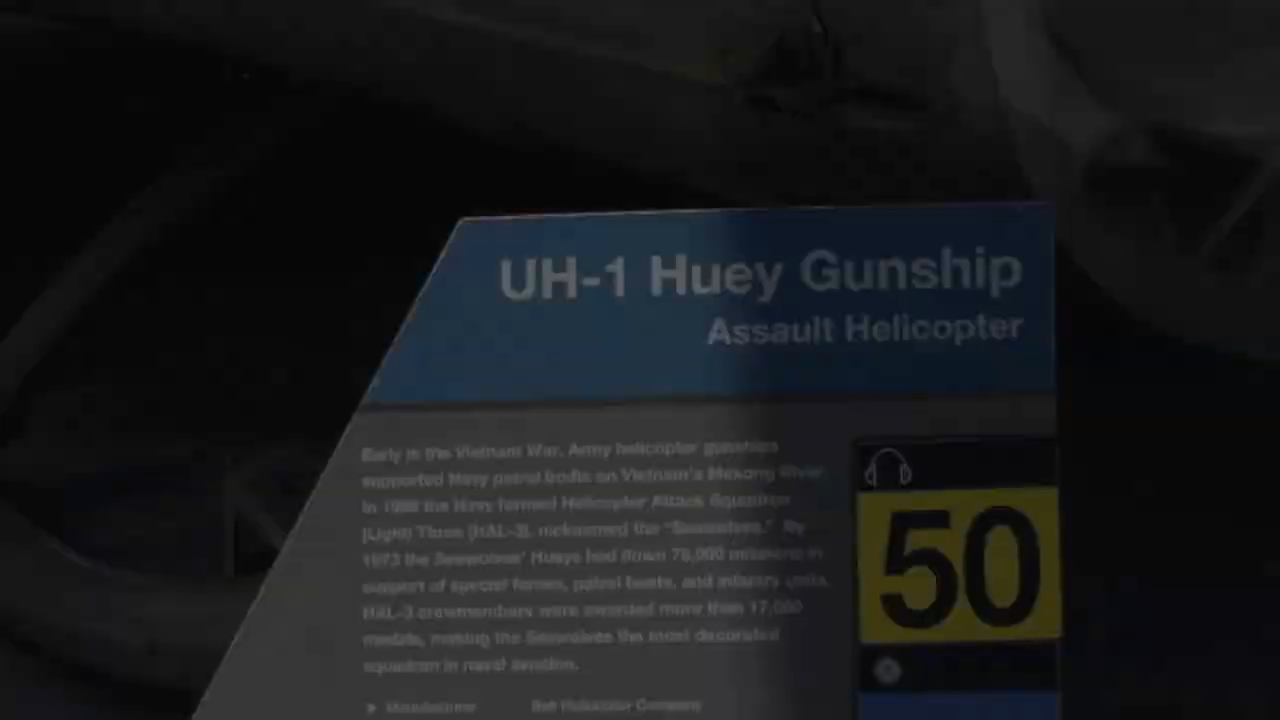 UH-1 Huey Gunship
Assault Helicopter
Early in the Vietnam War, Army helicopter gunships
supported Navy patrol boats on Vietnam's Mekong River.
In 1966 the Navy formed Helicopter Attack Squadron
(Light) Three (HAL-3), nicknamed the "Seawolves." By
1973 the Seawolves' Hueys had flown 78,000 missions in
support of special forces, patrol boats, and infantry units.
HAL-3 crewmembers were awarded more than 17,000
medals, making the Seawolves the most decorated
squadron in naval aviation.
Manufacturer Bell Helicopter Company
50